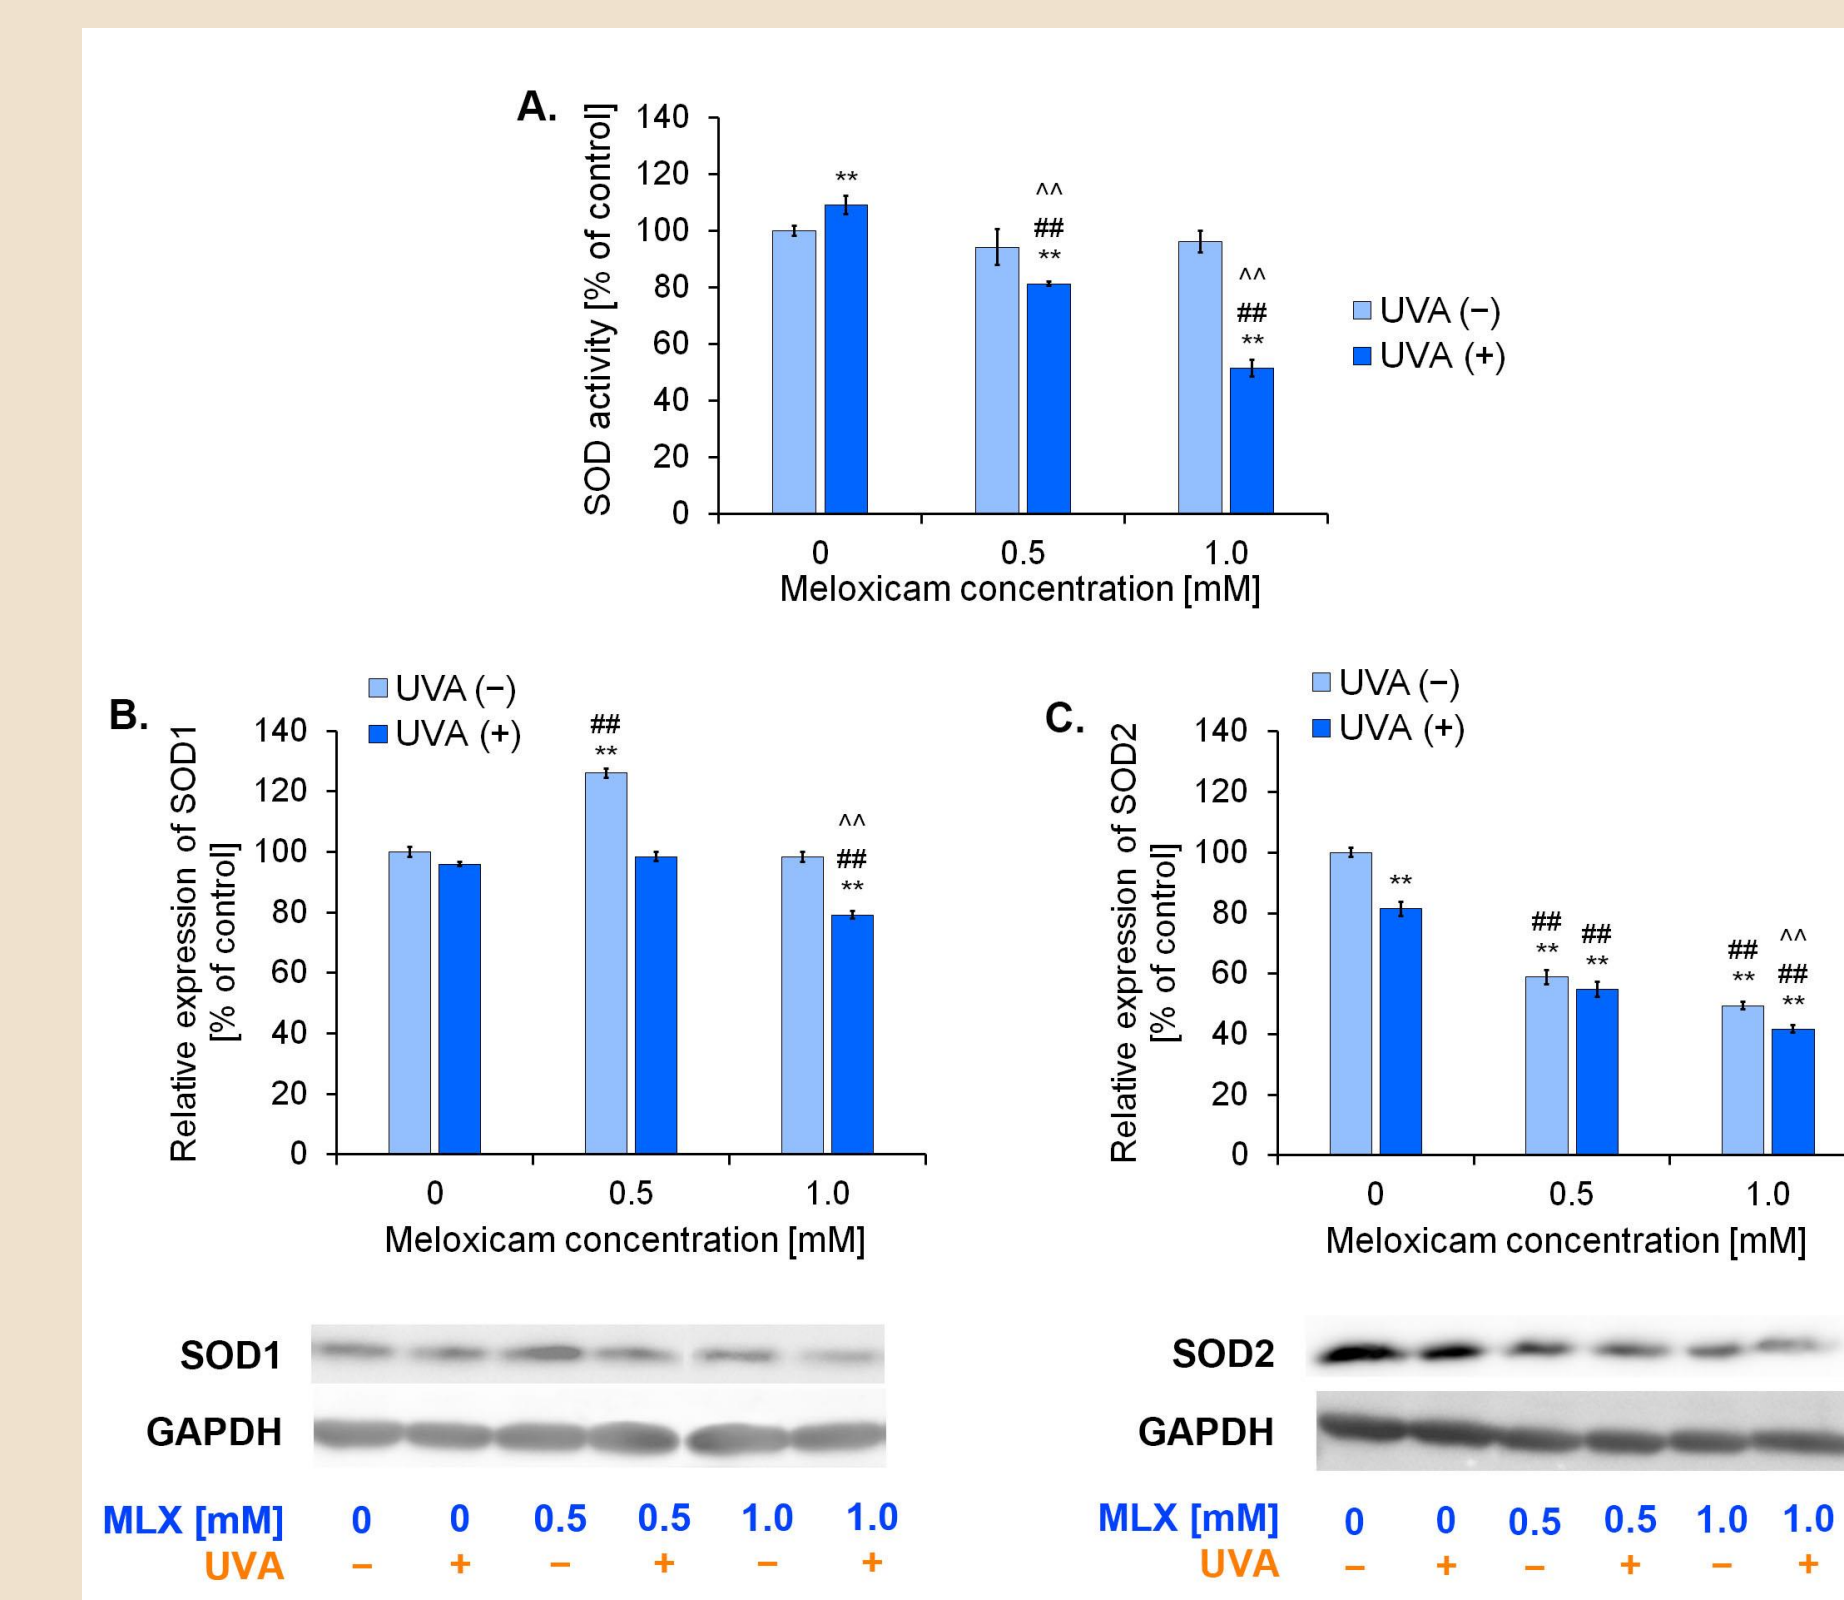 A.
SOD activity [% of control]
140
120
100
80
60
40
20
0
**
^^
##
**
^^
##
**
UVA (−)
UVA (+)
0 0.5 1.0
Meloxicam concentration [mM]
B.
Relative expression of SOD1
[% of control]
UVA (−)
UVA (+)
140
120
100
80
60
40
20
0
##
**
^^
##
**
0 0.5 1.0
Meloxicam concentration [mM]
SOD1
GAPDH
MLX [mM] 0 0 0.5 0.5 1.0 1.0
UVA − + − + − +
C.
Relative expression of SOD2
[% of control]
UVA (−)
UVA (+)
140
120
100
80
60
40
20
0
**
##
**
##
**
##
**
^^
##
**
0 0.5 1.0
Meloxicam concentration [mM]
SOD2
GAPDH
MLX [mM] 0 0 0.5 0.5 1.0 1.0
UVA − + − + − +